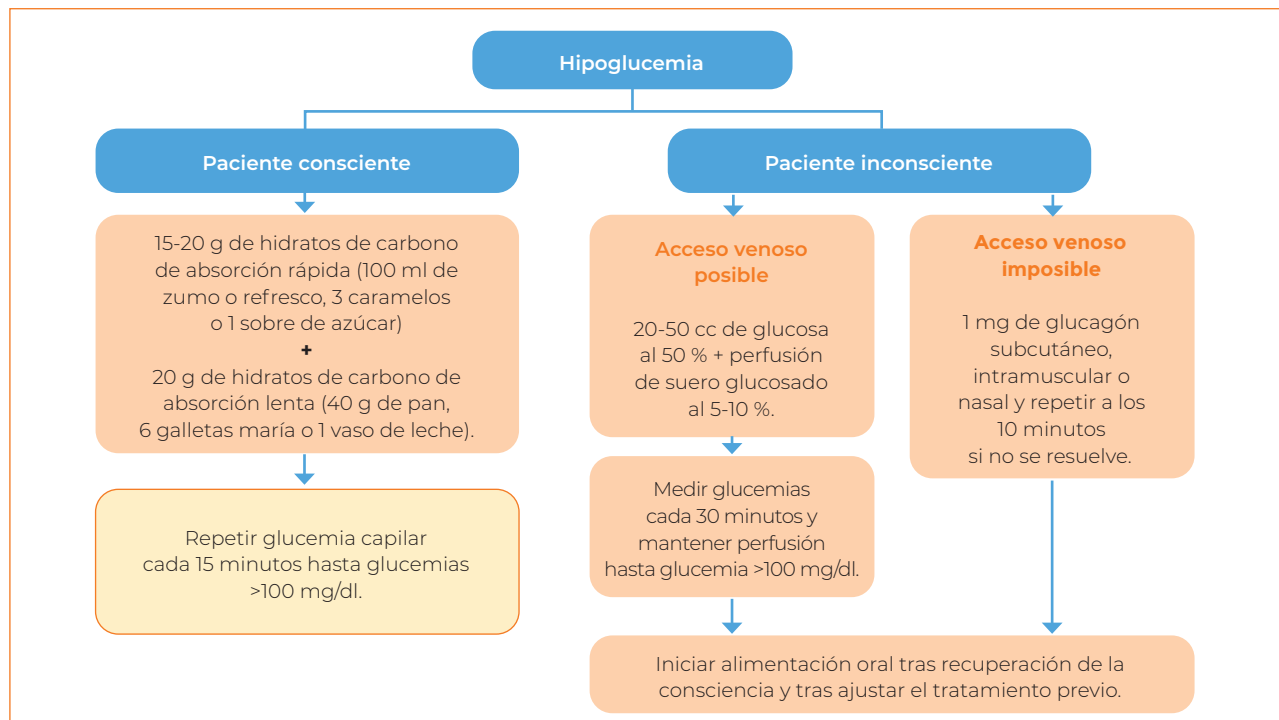 Hipoglucemia
Paciente consciente
15-20 g de hidratos de carbono
de absorción rápida (100 ml de
zumo o refresco, 3 caramelos
o 1 sobre de azúcar)
+
20 g de hidratos de carbono de
absorción lenta (40 g de pan,
6 galletas maría o 1 vaso de leche).
Repetir glucemia capilar
cada 15 minutos hasta glucemias
>100 mg/dl.
Paciente inconsciente
Acceso venoso
posible
20-50 cc de glucosa
al 50 % + perfusión
de suero glucosado
al 5-10 %.
Medir glucemias
cada 30 minutos y
mantener perfusión
hasta glucemia >100 mg/dl.
Acceso venoso
imposible
1 mg de glucagón
subcutáneo,
intramuscular o
nasal y repetir a los
10 minutos
si no se resuelve.
Iniciar alimentación oral tras recuperación de la
consciencia y tras ajustar el tratamiento previo.